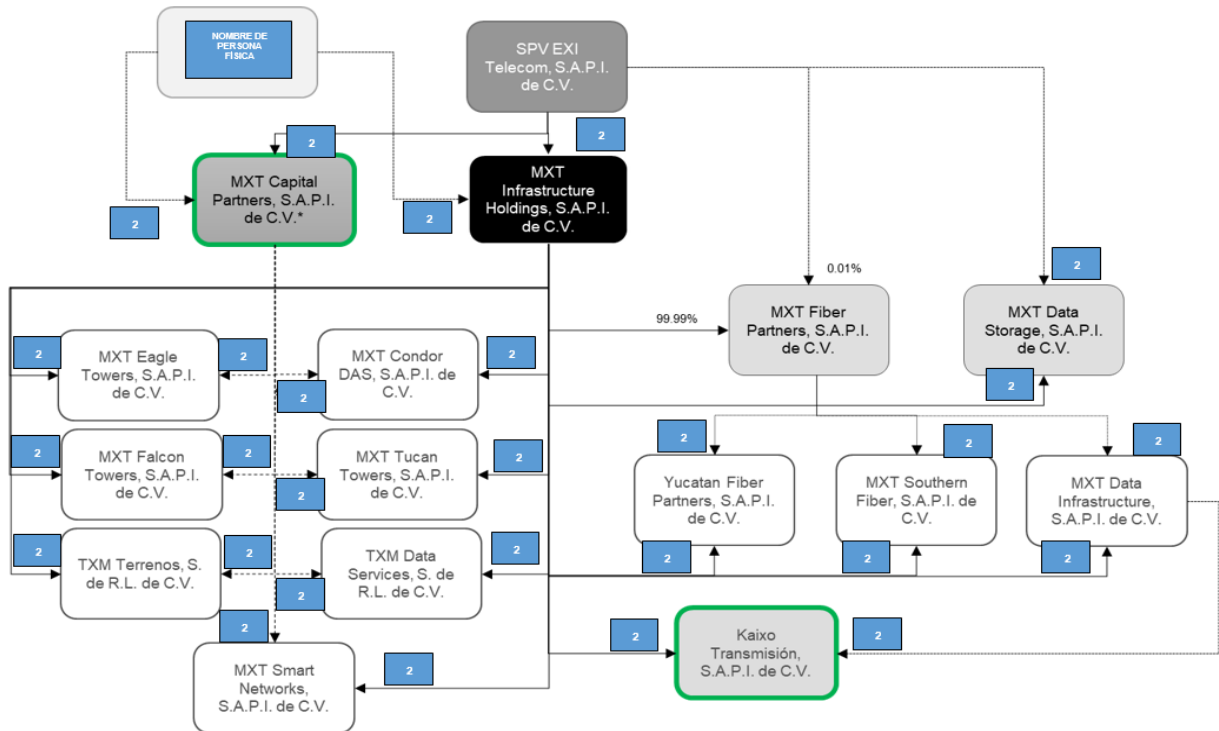 NOMBRE DE
PERSONA
FÍSICA
SPV EXI
Telecom, S.A.P.I.
de C.V.
2
2
MXT Capital
Partners, S.A.P.I.
de C.V.*
MXT
Infrastructure
Holdings, S.A.P.I.
de C.V.
2
2
2
0.01%
99.99%
MXT Fiber
Partners, S.A.P.I.
de C.V.
MXT Data
Storage, S.A.P.I.
de C.V.
2
2
2
2
2
MXT Eagle
Towers, S.A.P.I.
de C.V.
MXT Condor
DAS, S.A.P.I. de
C.V.
2
2
2
2
2
2
2
MXT Falcon
Towers, S.A.P.I.
de C.V.
MXT Tucan
Towers, S.A.P.I.
de C.V.
2
Yucatan Fiber
Partners, S.A.P.I.
de C.V.
MXT Southern
Fiber, S.A.P.I. de
C.V.
MXT Data
Infrastructure,
S.A.P.I. de C.V.
2
2
2
2
2
2
TXM Terrenos, S.
de R.L. de C.V.
TXM Data
Services, S. de
R.L. de C.V.
2
2
2
2
Kaixo
Transmisión,
S.A.P.I. de C.V.
2
MXT Smart
Networks,
S.A.P.I. de C.V.